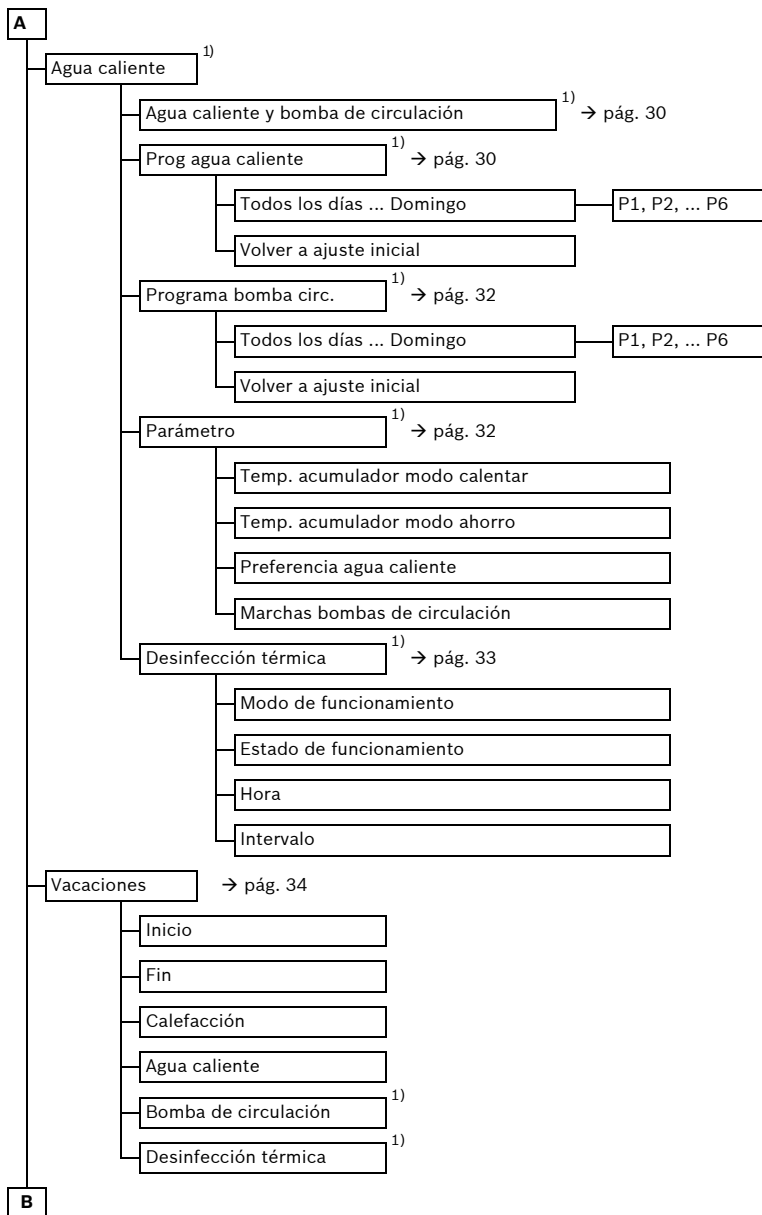 A
Agua caliente 1)
Agua caliente y bomba de circulación 1) → pág. 30
Prog agua caliente 1) → pág. 30
Todos los días ... Domingo P1, P2, ... P6
Volver a ajuste inicial
Programa bomba circ. 1) → pág. 32
Todos los días ... Domingo P1, P2, ... P6
Volver a ajuste inicial
Parámetro 1) → pág. 32
Temp. acumulador modo calentar
Temp. acumulador modo ahorro
Preferencia agua caliente
Marchas bombas de circulación
Desinfección térmica 1) → pág. 33
Modo de funcionamiento
Estado de funcionamiento
Hora
Intervalo
Vacaciones → pág. 34
Inicio
Fin
Calefacción
Agua caliente
Bomba de circulación 1)
Desinfección térmica 1)
B